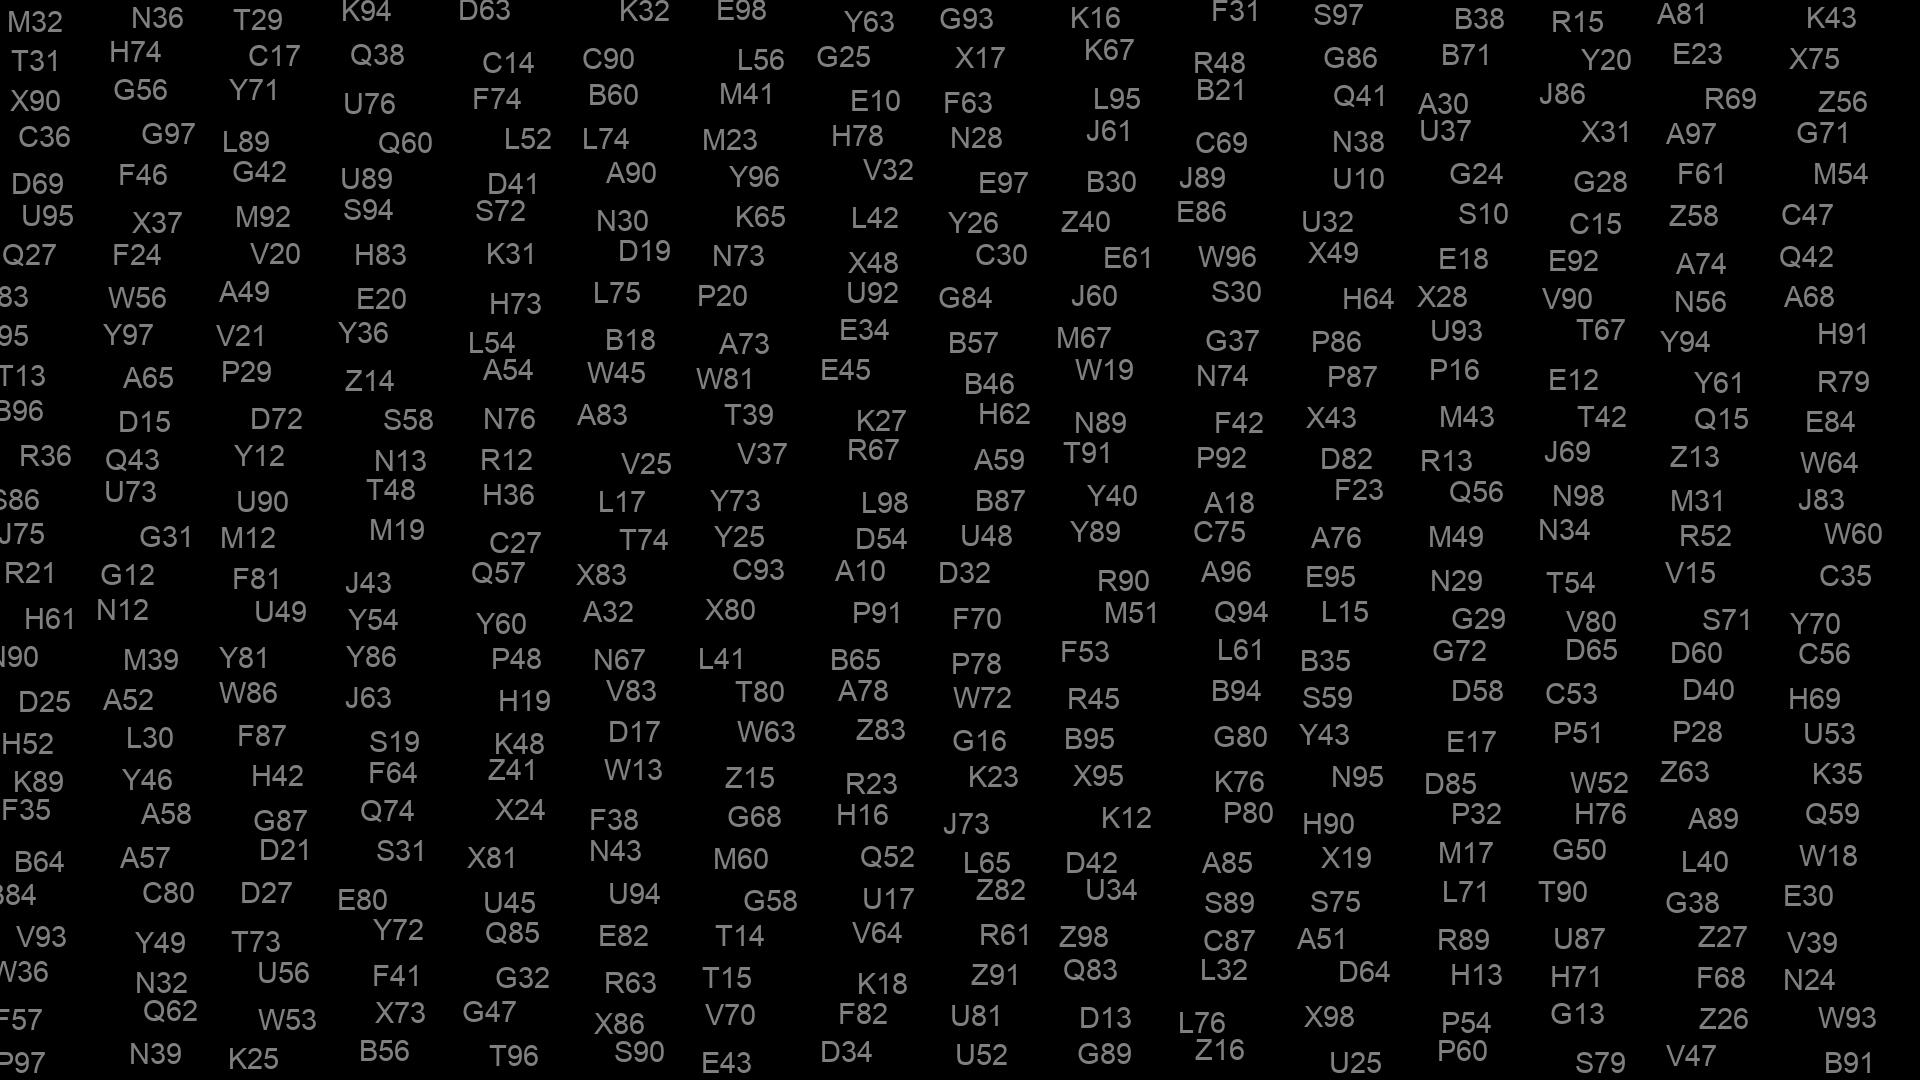 M32 N36 T29 K94 D63 K32 E98 Y63 G93 K16 F31 S97 B38 R15 A81 K43
T31 H74 C17 Q38 C14 C90 L56 G25 X17 K67 R48 G86 B71 Y20 E23 X75
X90 G56 Y71 U76 F74 B60 M41 E10 F63 L95 B21 Q41 A30 J86 R69 Z56
C36 G97 L89 Q60 L52 L74 M23 H78 N28 J61 C69 N38 U37 X31 A97 G71
D69 F46 G42 U89 D41 A90 Y96 V32 E97 B30 J89 U10 G24 G28 F61 M54
U95 X37 M92 S94 S72 N30 K65 L42 Y26 Z40 E86 U32 S10 C15 Z58 C47
Q27 F24 V20 H83 K31 D19 N73 X48 C30 E61 W96 X49 E18 E92 A74 Q42
83 W56 A49 E20 H73 L75 P20 U92 G84 J60 S30 H64 X28 V90 N56 A68
95 Y97 V21 Y36 L54 B18 A73 E34 B57 M67 G37 P86 U93 T67 Y94 H91
T13 A65 P29 Z14 A54 W45 W81 E45 B46 W19 N74 P87 P16 E12 Y61 R79
B96 D15 D72 S58 N76 A83 T39 K27 H62 N89 F42 X43 M43 T42 Q15 E84
R36 Q43 Y12 N13 R12 V25 V37 R67 A59 T91 P92 D82 R13 J69 Z13 W64
S86 U73 U90 T48 H36 L17 Y73 L98 B87 Y40 A18 F23 Q56 N98 M31 J83
J75 G31 M12 M19 C27 T74 Y25 D54 U48 Y89 C75 A76 M49 N34 R52 W60
R21 G12 F81 J43 Q57 X83 C93 A10 D32 R90 A96 E95 N29 T54 V15 C35
H61 N12 U49 Y54 Y60 A32 X80 P91 F70 M51 Q94 L15 G29 V80 S71 Y70
N90 M39 Y81 Y86 P48 N67 L41 B65 P78 F53 L61 B35 G72 D65 D60 C56
D25 A52 W86 J63 H19 V83 T80 A78 W72 R45 B94 S59 D58 C53 D40 H69
H52 L30 F87 S19 K48 D17 W63 Z83 G16 B95 G80 Y43 E17 P51 P28 U53
K89 Y46 H42 F64 Z41 W13 Z15 R23 K23 X95 K76 N95 D85 W52 Z63 K35
F35 A58 G87 Q74 X24 F38 G68 H16 J73 K12 P80 H90 P32 H76 A89 Q59
B64 A57 D21 S31 X81 N43 M60 Q52 L65 D42 A85 X19 M17 G50 L40 W18
84 C80 D27 E80 U45 U94 G58 U17 Z82 U34 S89 S75 L71 T90 G38 E30
V93 Y49 T73 Y72 Q85 E82 T14 V64 R61 Z98 C87 A51 R89 U87 Z27 V39
W36 N32 U56 F41 G32 R63 T15 K18 Z91 Q83 L32 D64 H13 H71 F68 N24
F57 Q62 W53 X73 G47 X86 V70 F82 U81 D13 L76 X98 P54 G13 Z26 W93
P97 N39 K25 B56 T96 S90 E43 D34 U52 G89 Z16 U25 P60 S79 V47 B91